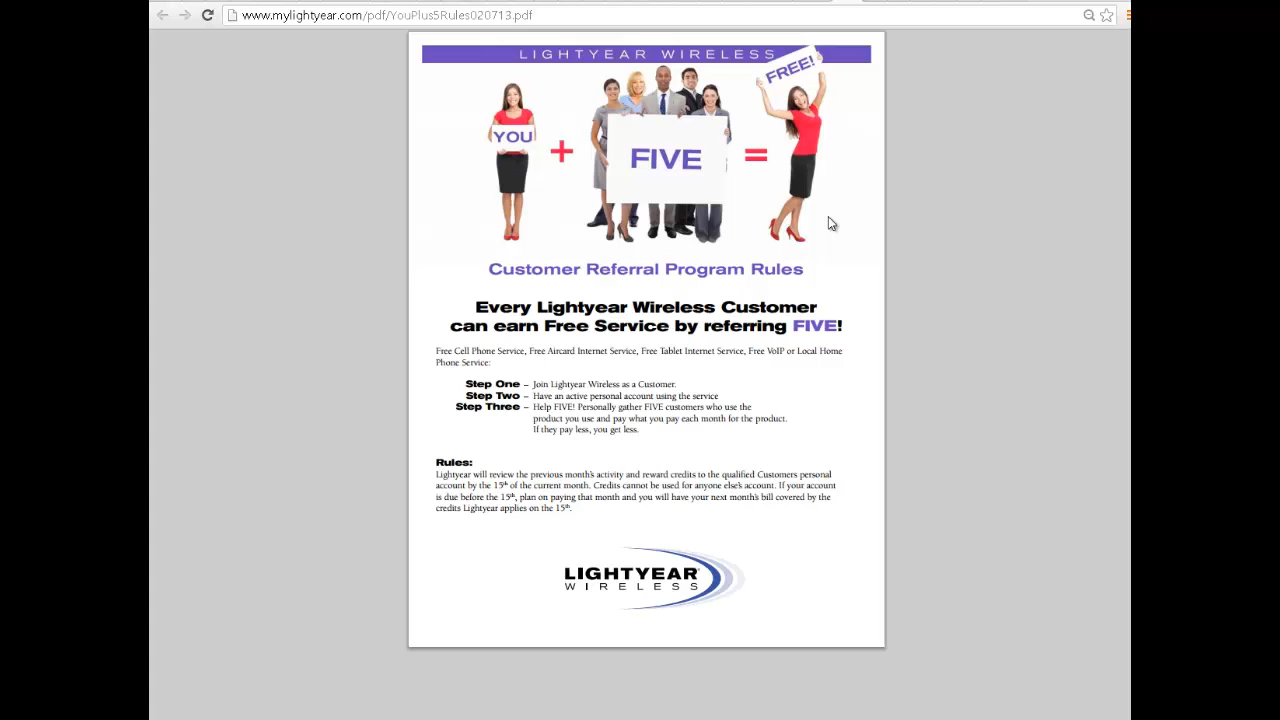 www.mylightyear.com/pdf/YouPlus5Rules020713.pdf
LIGHTYEAR WIRELESS
YOU + FIVE = FREE!
Customer Referral Program Rules
Every Lightyear Wireless Customer
can earn Free Service by referring FIVE!
Free Cell Phone Service, Free Aircard Internet Service, Free Tablet Internet Service, Free VoIP or Local Home
Phone Service:
Step One – Join Lightyear Wireless as a Customer.
Step Two – Have an active personal account using the service
Step Three – Help FIVE! Personally gather FIVE customers who use the
product you use and pay what you pay each month for the product.
If they pay less, you get less.
Rules:
Lightyear will review the previous month's activity and reward credits to the qualified Customers personal
account by the 15th of the current month. Credits cannot be used for anyone else's account. If your account
is due before the 15th, plan on paying that month and you will have your next month's bill covered by the
credits Lightyear applies on the 15th.
LIGHTYEAR
WIRELESS